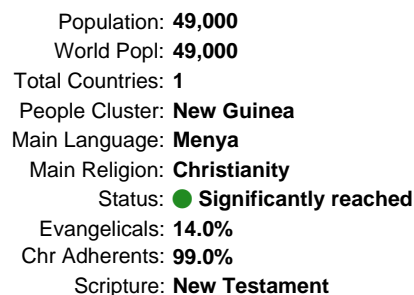 Population: 49,000
World Popl: 49,000
Total Countries: 1
People Cluster: New Guinea
Main Language: Menya
Main Religion: Christianity
Status: Significantly reached
Evangelicals: 14.0%
Chr Adherents: 99.0%
Scripture: New Testament